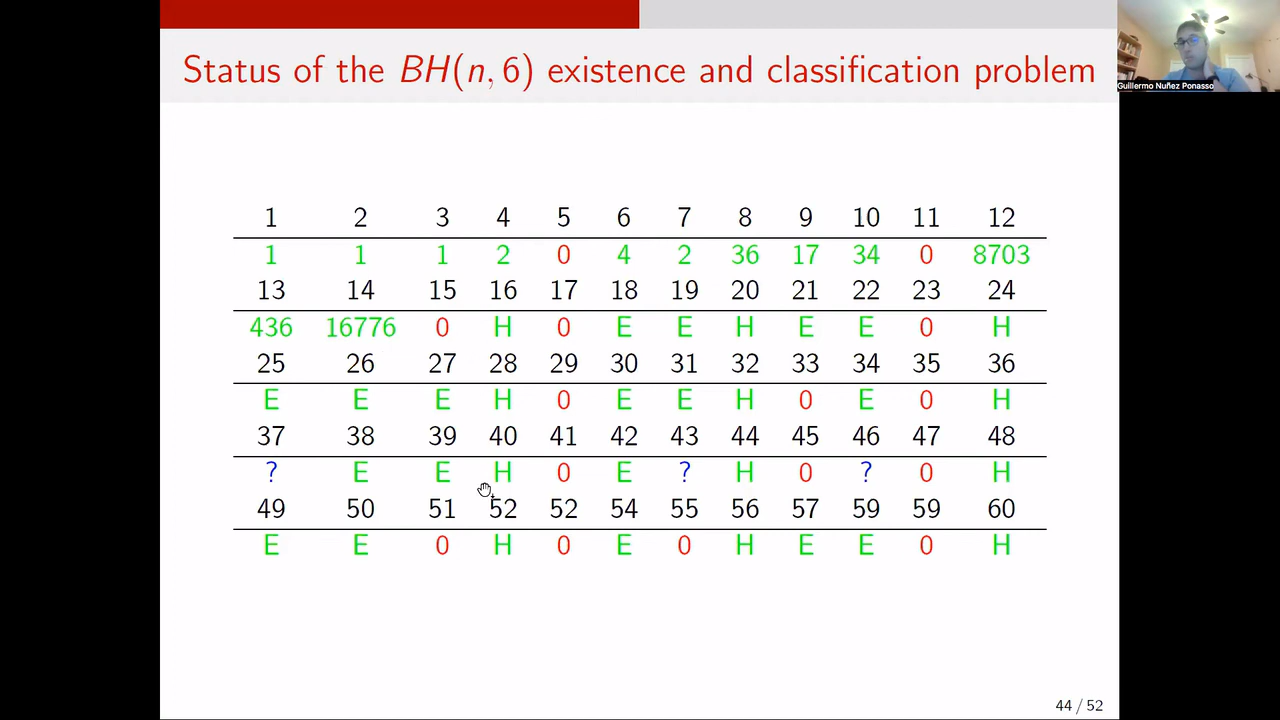 Status of the BH(n, 6) existence and classification problem
Guillermo Nuñez Ponasso
1 2 3 4 5 6 7 8 9 10 11 12
1 1 1 2 0 4 2 36 17 34 0 8703
13 14 15 16 17 18 19 20 21 22 23 24
436 16776 0 H 0 E E H E E 0 H
25 26 27 28 29 30 31 32 33 34 35 36
E E E H 0 E E H 0 E 0 H
37 38 39 40 41 42 43 44 45 46 47 48
? E E H 0 E ? H 0 ? 0 H
49 50 51 52 52 54 55 56 57 59 59 60
E E 0 H 0 E 0 H E E 0 H
44 / 52